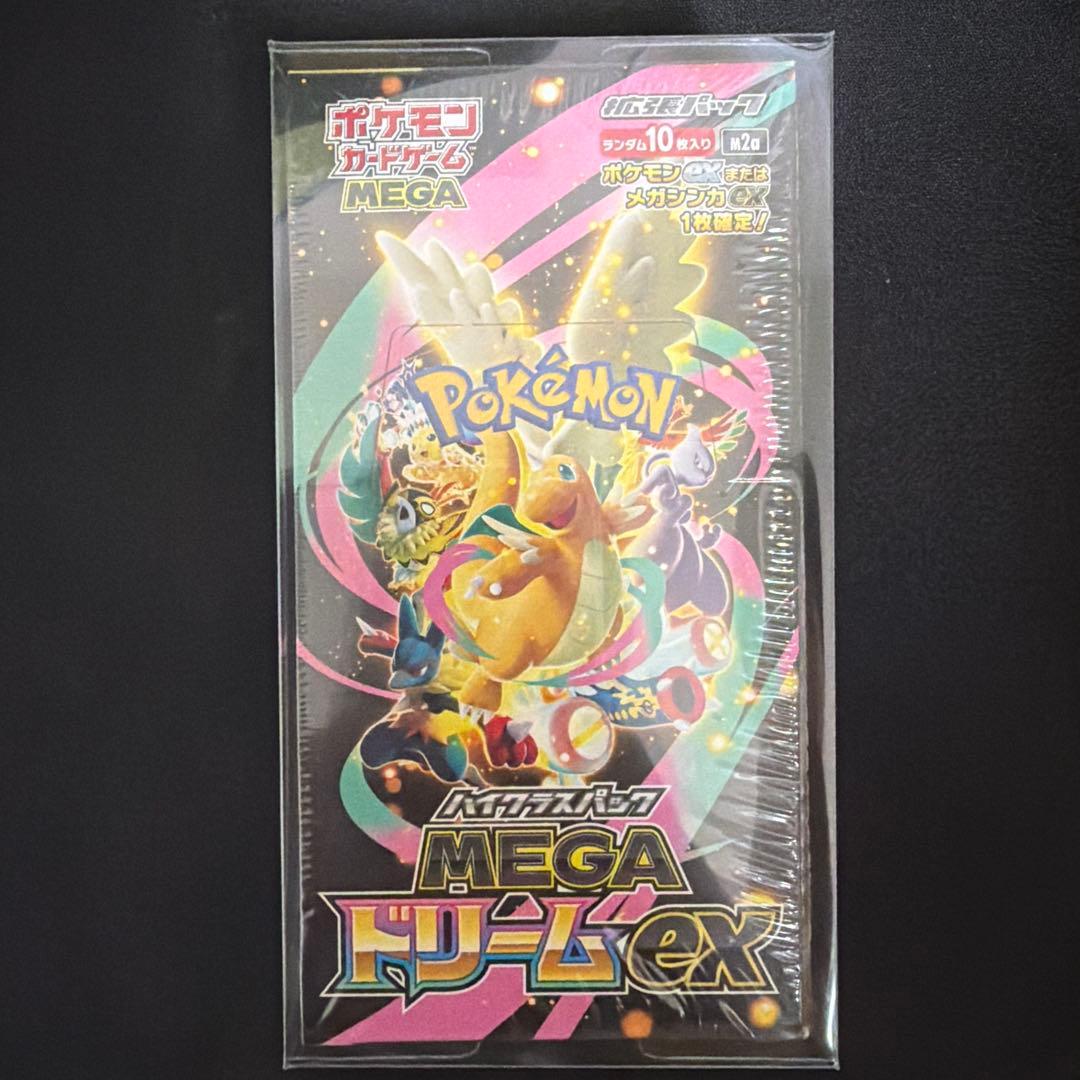 ポケモン
カードゲーム
MEGA
拡張パック
ランダム10枚入り M2a
ポケモンexまたは
メガシンカex
1枚確定!
POKéMON
ハイクラスパック
MEGA
ドリームex